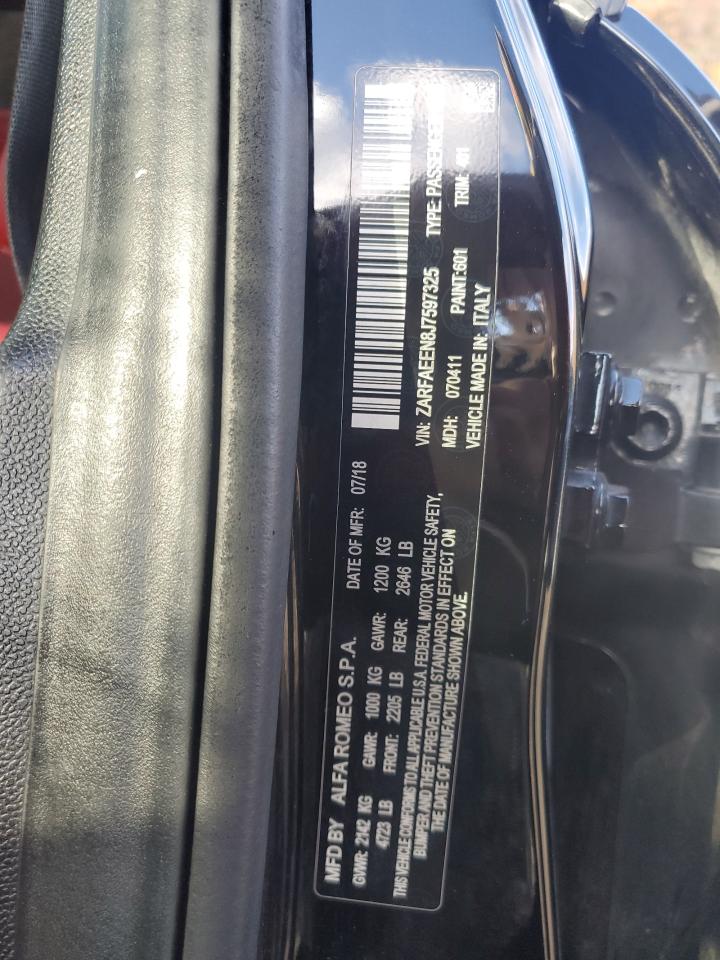 MFD BY ALFA ROMEO S.P.A. DATE OF MFR: 07/18
GVWR: 2142 KG GAWR: 1000 KG GAWR: 1200 KG
4723 LB FRONT: 2205 LB REAR: 2646 LB
THIS VEHICLE CONFORMS TO ALL APPLICABLE U.S.A. FEDERAL MOTOR VEHICLE SAFETY,
BUMPER AND THEFT PREVENTION STANDARDS IN EFFECT ON
THE DATE OF MANUFACTURE SHOWN ABOVE.
VIN: ZARFAEEN8J7597325 TYPE:
MDH: 070411 PAINT:601 TRIM:
VEHICLE MADE IN: ITALY